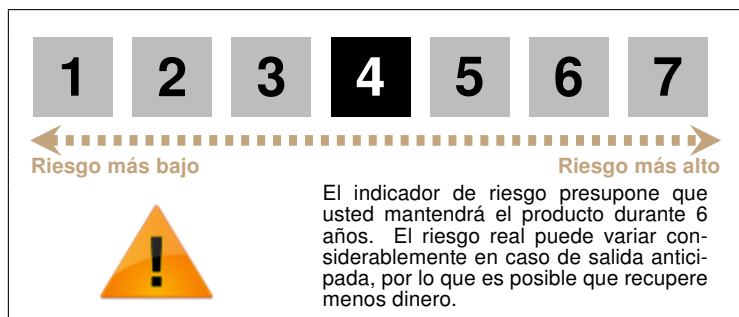 1 2 3 4 5 6 7
Riesgo más bajo Riesgo más alto
El indicador de riesgo presupone que
usted mantendrá el producto durante 6
años. El riesgo real puede variar con-
siderablemente en caso de salida antici-
pada, por lo que es posible que recupere
menos dinero.